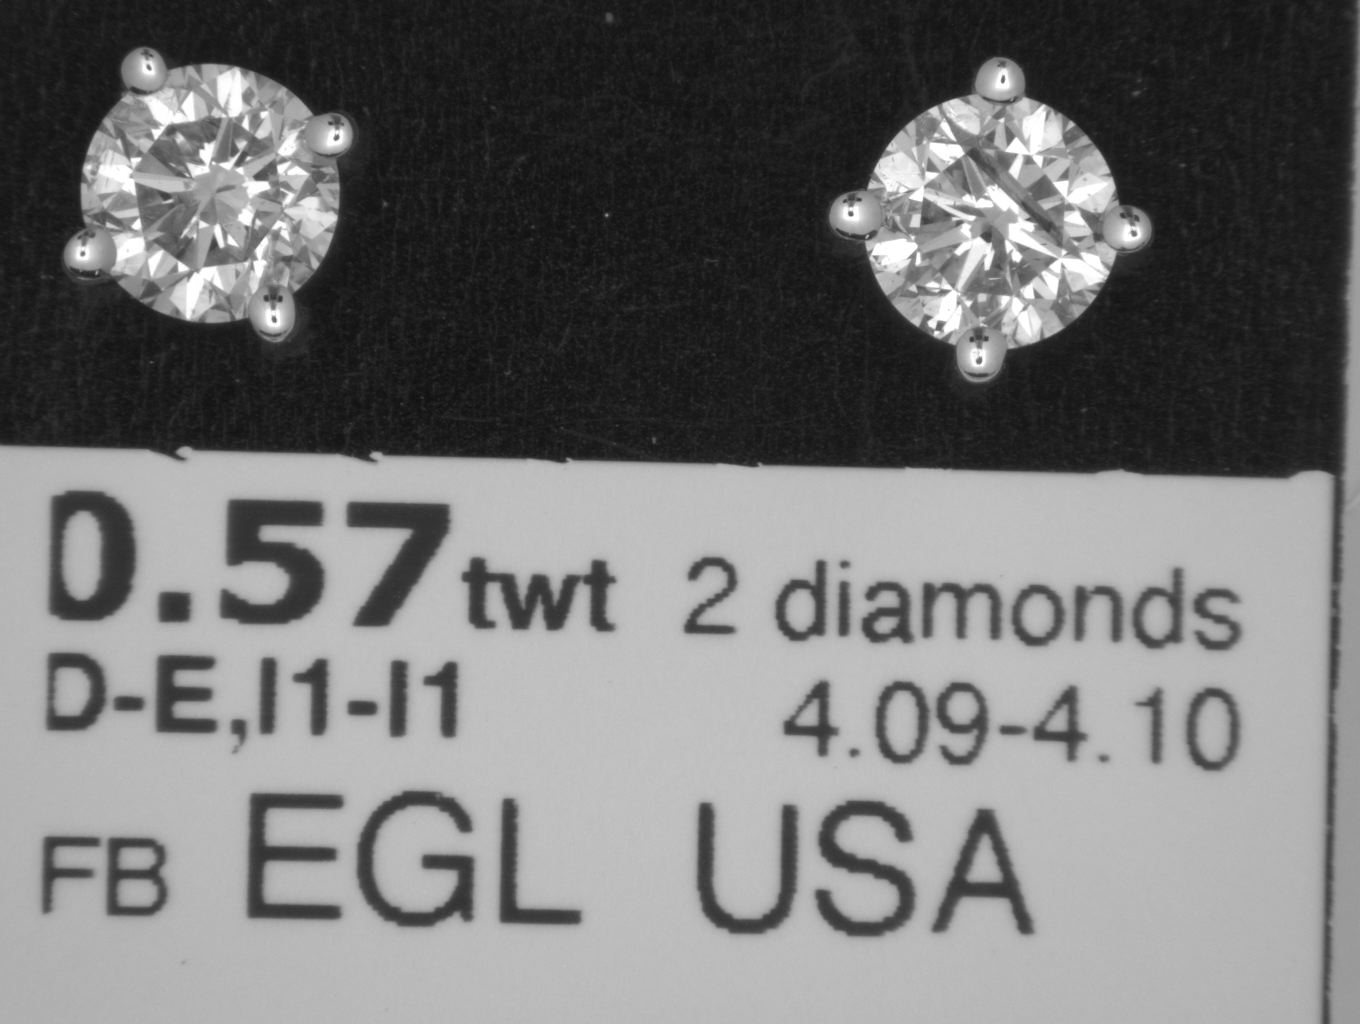 0.57 twt 2 diamonds
D-E,I1-I1 4.09-4.10
FB EGL USA